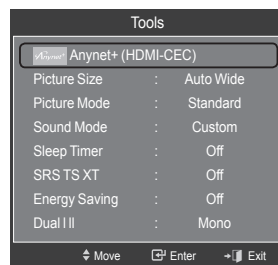 Tools
Anynet+ Anynet+ (HDMI-CEC)
Picture Size : Auto Wide
Picture Mode : Standard
Sound Mode : Custom
Sleep Timer : Off
SRS TS XT : Off
Energy Saving : Off
Dual I II : Mono
Move Enter Exit